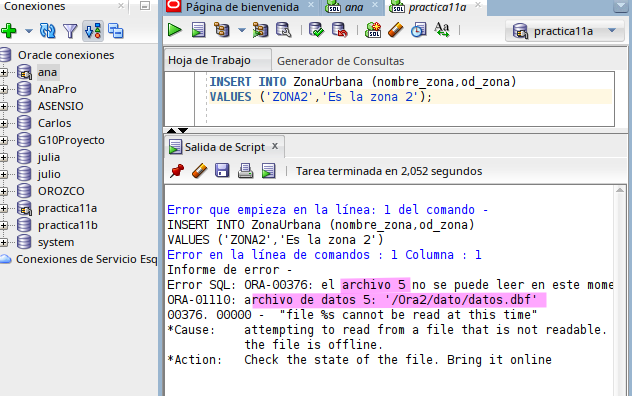 Conexiones
Página de bienvenida
ana
practica11a
practica11a
Oracle conexiones
ana
AnaPro
ASENSIO
Carlos
G10Proyecto
julia
julio
OROZCO
practica11a
practica11b
system
Conexiones de Servicio Esq
Hoja de Trabajo
Generador de Consultas
INSERT INTO ZonaUrbana (nombre_zona,od_zona)
VALUES ('ZONA2','Es la zona 2');
Salida de Script x
Tarea terminada en 2,052 segundos
Error que empieza en la línea: 1 del comando -
INSERT INTO ZonaUrbana (nombre_zona,od_zona)
VALUES ('ZONA2','Es la zona 2')
Error en la línea de comandos : 1 Columna : 1
Informe de error -
Error SQL: ORA-00376: el archivo 5 no se puede leer en este mome
ORA-01110: archivo de datos 5: '/Ora2/dato/datos.dbf'
00376. 00000 - "file %s cannot be read at this time"
*Cause: attempting to read from a file that is not readable.
the file is offline.
*Action: Check the state of the file. Bring it online